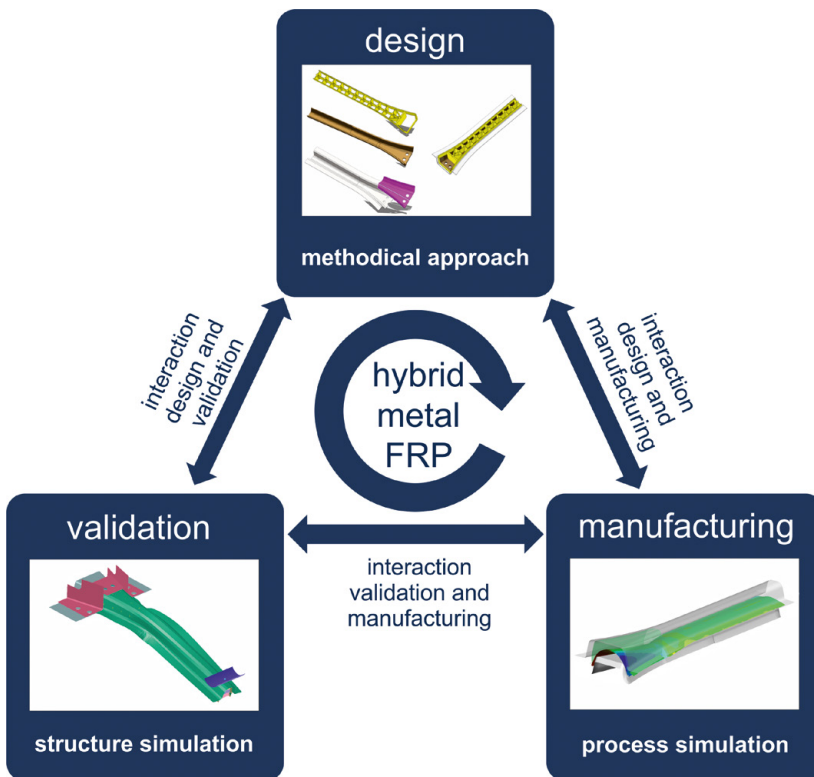 design
methodical approach
interaction
design and
validation
interaction
design and
manufacturing
hybrid
metal
FRP
validation
structure simulation
interaction
validation and
manufacturing
manufacturing
process simulation